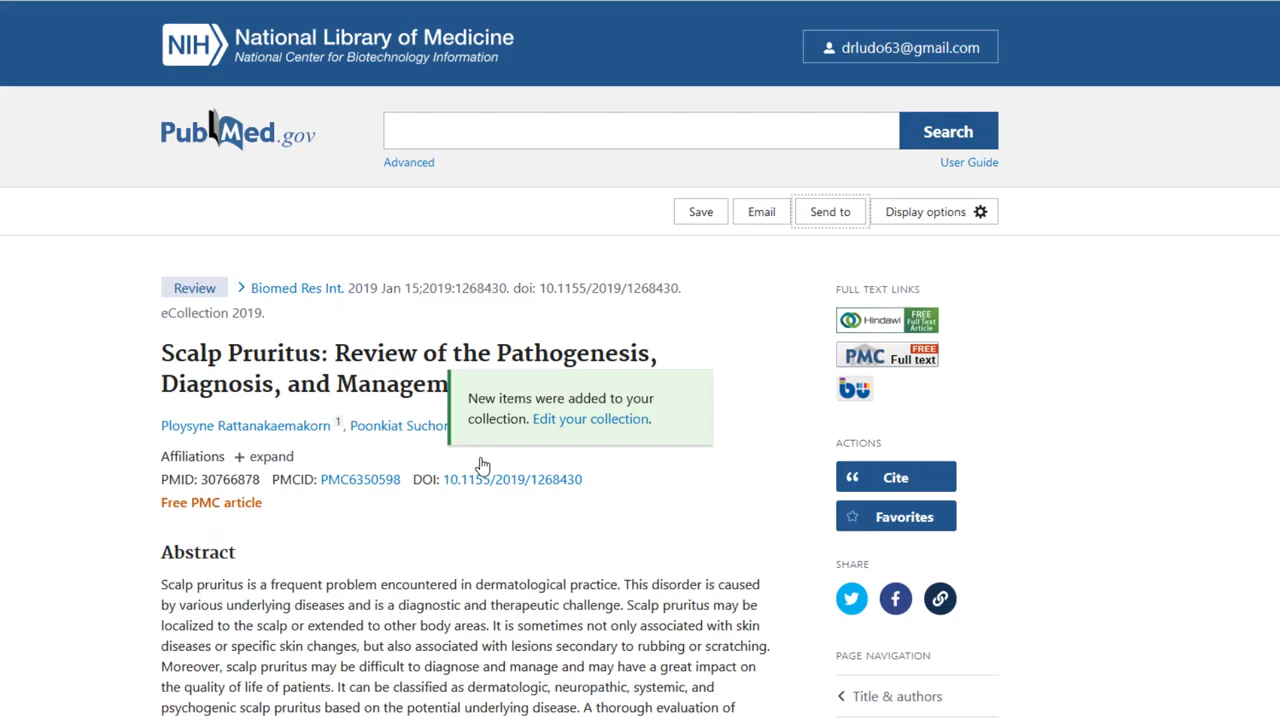 NIH National Library of Medicine
National Center for Biotechnology Information
drludo63@gmail.com
PubMed.gov
Search
Advanced
User Guide
Save
Email
Send to
Display options
Review
Biomed Res Int. 2019 Jan 15;2019:1268430. doi: 10.1155/2019/1268430.
eCollection 2019.
Scalp Pruritus: Review of the Pathogenesis,
Diagnosis, and Managem
New items were added to your
collection. Edit your collection.
Ploysyne Rattanakaemakorn 1, Poonkiat Suchor
Affiliations + expand
PMID: 30766878 PMCID: PMC6350598 DOI: 10.1155/2019/1268430
Free PMC article
Abstract
Scalp pruritus is a frequent problem encountered in dermatological practice. This disorder is caused
by various underlying diseases and is a diagnostic and therapeutic challenge. Scalp pruritus may be
localized to the scalp or extended to other body areas. It is sometimes not only associated with skin
diseases or specific skin changes, but also associated with lesions secondary to rubbing or scratching.
Moreover, scalp pruritus may be difficult to diagnose and manage and may have a great impact on
the quality of life of patients. It can be classified as dermatologic, neuropathic, systemic, and
psychogenic scalp pruritus based on the potential underlying disease. A thorough evaluation of
FULL TEXT LINKS
Hindawi FREE Full Text Article
PMC FREE Full text
bu
ACTIONS
Cite
Favorites
SHARE
PAGE NAVIGATION
Title & authors